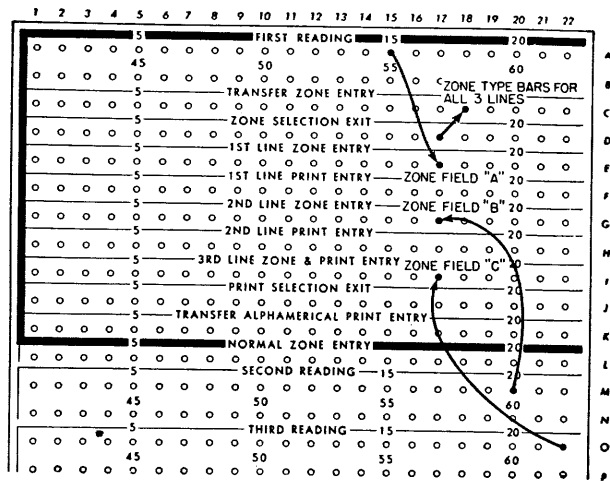 1 2 3 4 5 6 7 8 9 10 11 12 13 14 15 16 17 18 19 20 21 22
5 FIRST READING 15 20
A
45 50 55 60
B
ZONE TYPE BARS FOR
5 TRANSFER ZONE ENTRY ALL 3 LINES
C
5 ZONE SELECTION EXIT 20
D
5 1ST LINE ZONE ENTRY 20
E
5 1ST LINE PRINT ENTRY ZONE FIELD "A" 20
F
5 2ND LINE ZONE ENTRY ZONE FIELD "B" 20
G
5 2ND LINE PRINT ENTRY 20
H
5 3RD LINE ZONE & PRINT ENTRY ZONE FIELD "C" 20
I
5 PRINT SELECTION EXIT 20
J
5 TRANSFER ALPHAMERICAL PRINT ENTRY 20
K
5 NORMAL ZONE ENTRY 20
L
5 SECOND READING 15 20
M
45 50 55 60
N
5 THIRD READING 15 20
O
45 50 55 60
P